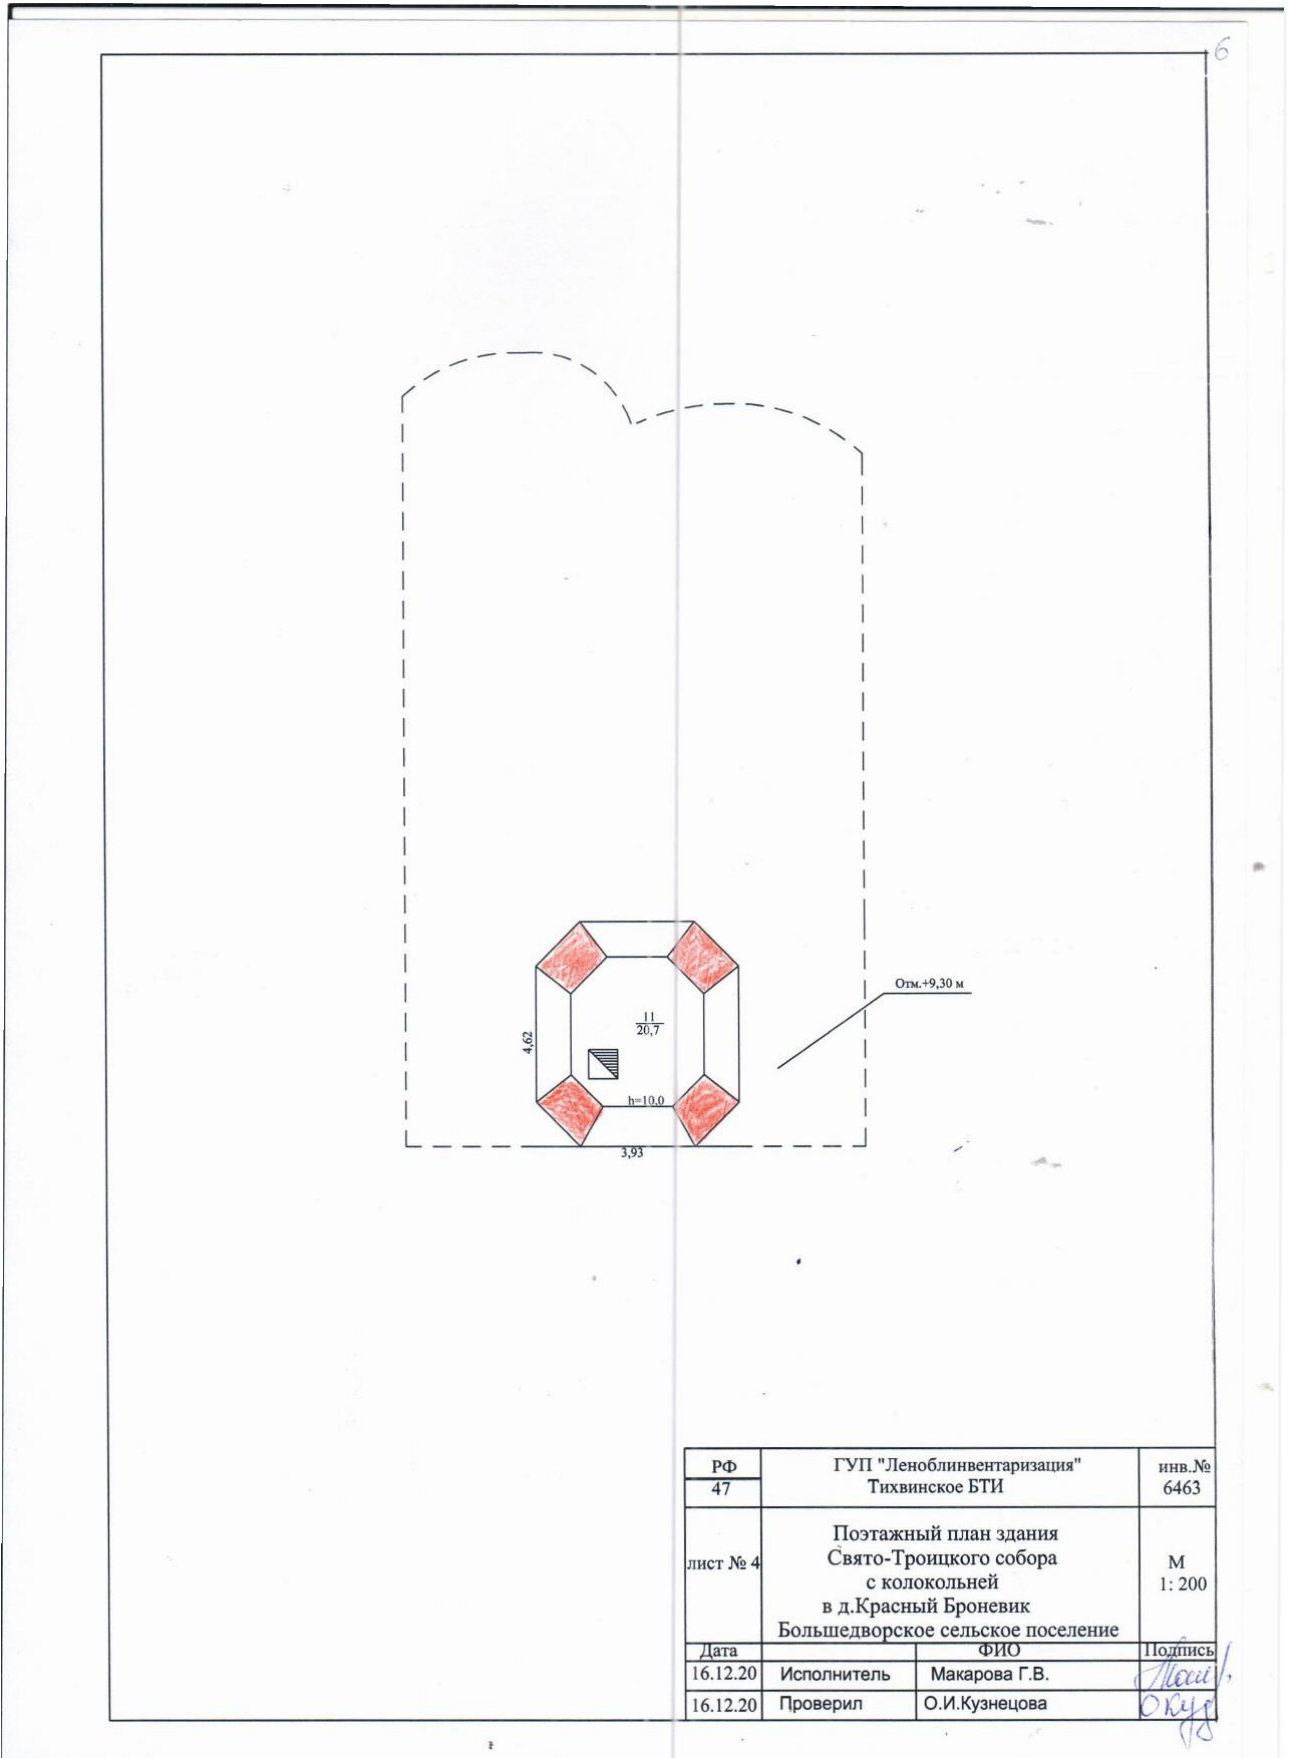 6
Отм.+9,30 м
11
20,7
4,62
h=10,0
3,93
РФ
47
ГУП "Леноблинвентаризация"
Тихвинское БТИ
инв.№
6463
лист № 4
Поэтажный план здания
Свято-Троицкого собора
с колокольней
в д.Красный Броневик
Большедворское сельское поселение
М
1: 200
Дата
ФИО
Подпись
16.12.20
Исполнитель
Макарова Г.В.
16.12.20
Проверил
О.И.Кузнецова